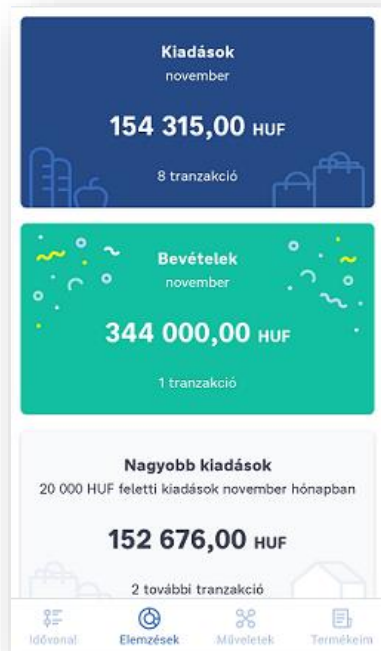 Kiadások
november
154 315,00 HUF
8 tranzakció
Bevételek
november
344 000,00 HUF
1 tranzakció
Nagyobb kiadások
20 000 HUF feletti kiadások november hónapban
152 676,00 HUF
2 további tranzakció
Idővonal Elemzések Műveletek Termékeim